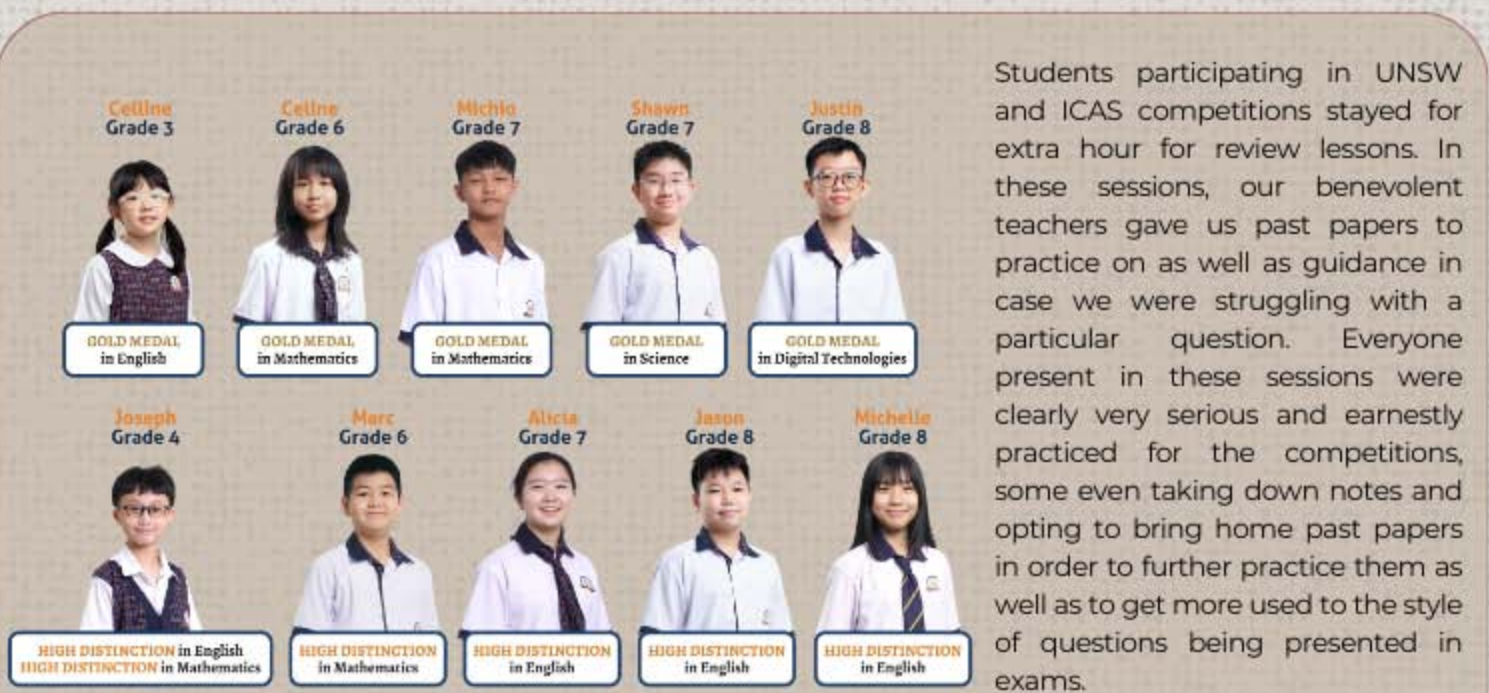 Celline
Grade 3
Celine
Grade 6
Michio
Grade 7
Shawn
Grade 7
Justin
Grade 8
GOLD MEDAL
in English
GOLD MEDAL
in Mathematics
GOLD MEDAL
in Mathematics
GOLD MEDAL
in Science
GOLD MEDAL
in Digital Technologies
Joseph
Grade 4
Marc
Grade 6
Alicia
Grade 7
Jason
Grade 8
Michelle
Grade 8
HIGH DISTINCTION in English
HIGH DISTINCTION in Mathematics
HIGH DISTINCTION
in Mathematics
HIGH DISTINCTION
in English
HIGH DISTINCTION
in English
HIGH DISTINCTION
in English
Students participating in UNSW
and ICAS competitions stayed for
extra hour for review lessons. In
these sessions, our benevolent
teachers gave us past papers to
practice on as well as guidance in
case we were struggling with a
particular question. Everyone
present in these sessions were
clearly very serious and earnestly
practiced for the competitions,
some even taking down notes and
opting to bring home past papers
in order to further practice them as
well as to get more used to the style
of questions being presented in
exams.